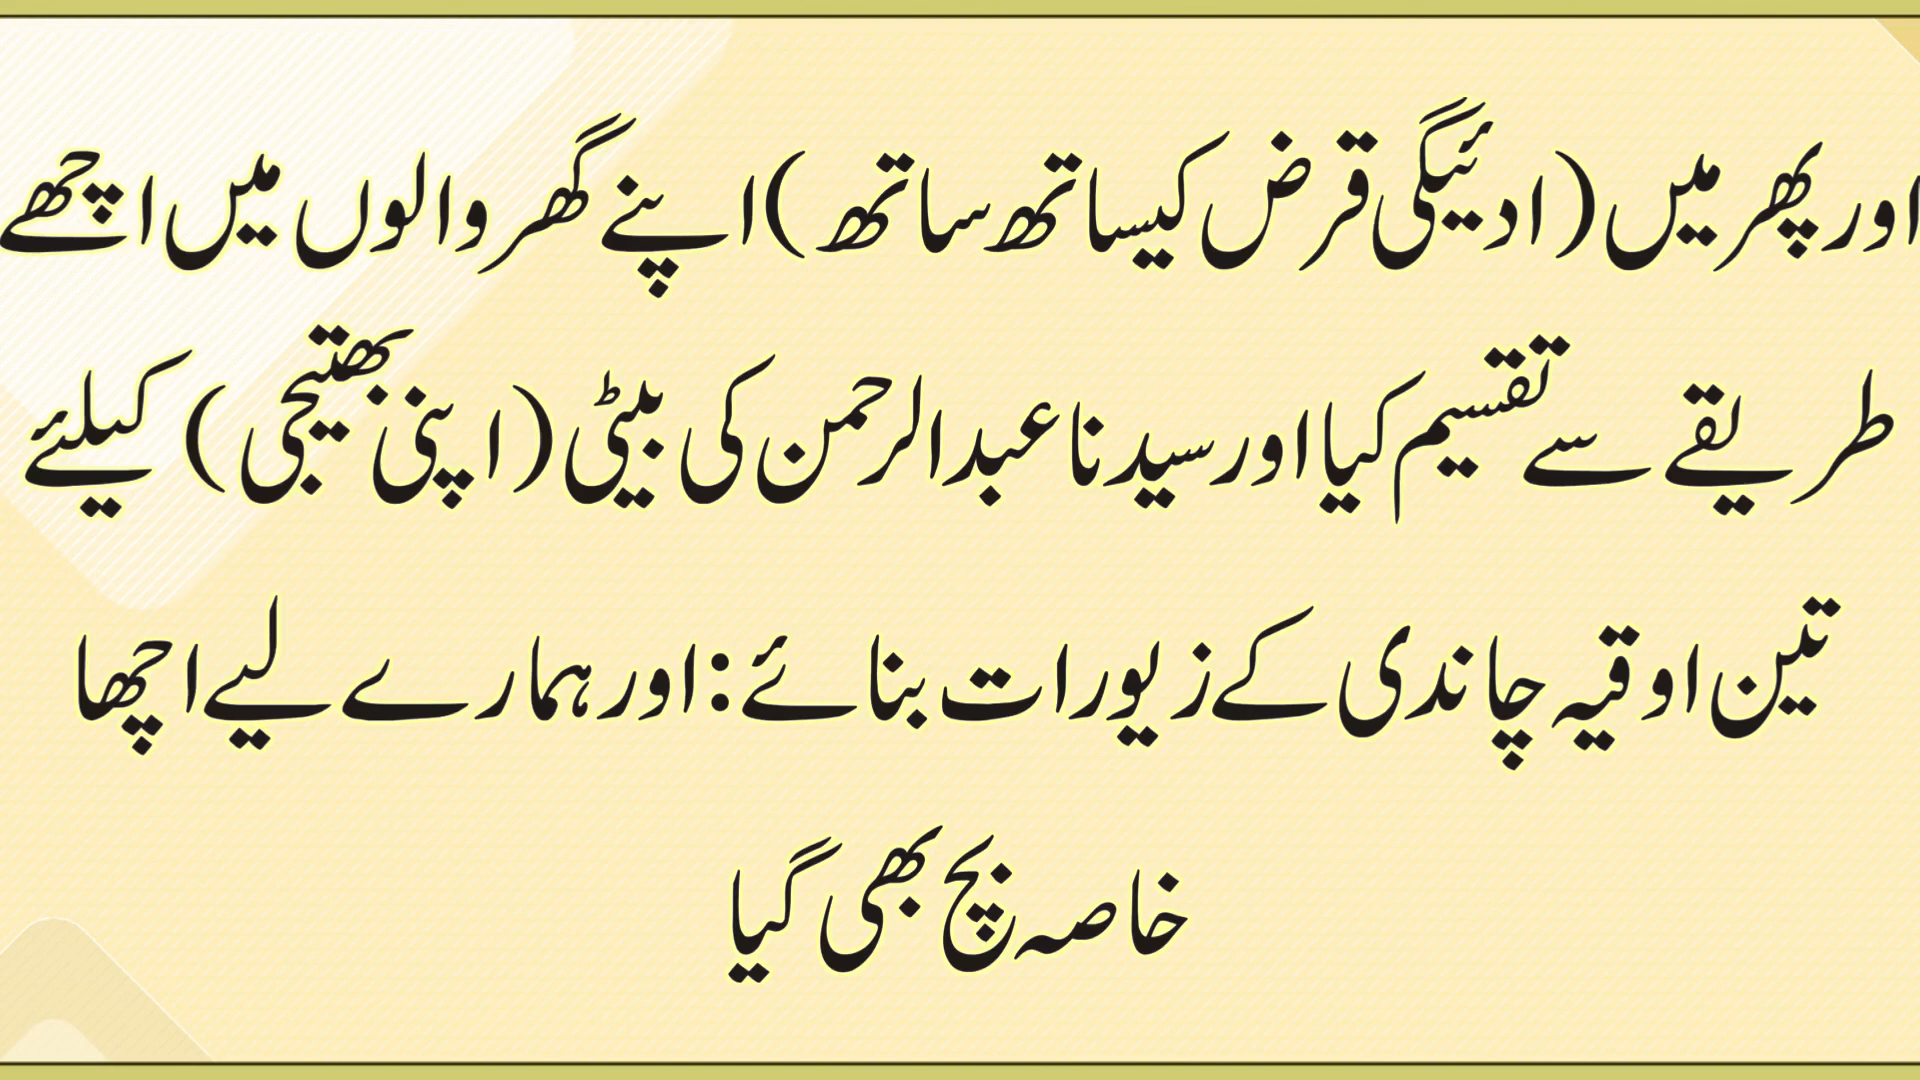 اور پھر میں (ادئیگی قرض کیساتھ ساتھ) اپنے گھر والوں میں اچھے
طریقے سے تقسیم کیا اور سیدنا عبدالرحمن کی بیٹی (اپنی بھتیجی) کیلئے
تین اوقیہ چاندی کے زیورات بنائے: اور ہمارے لیے اچھا
خاصہ بچ بھی گیا